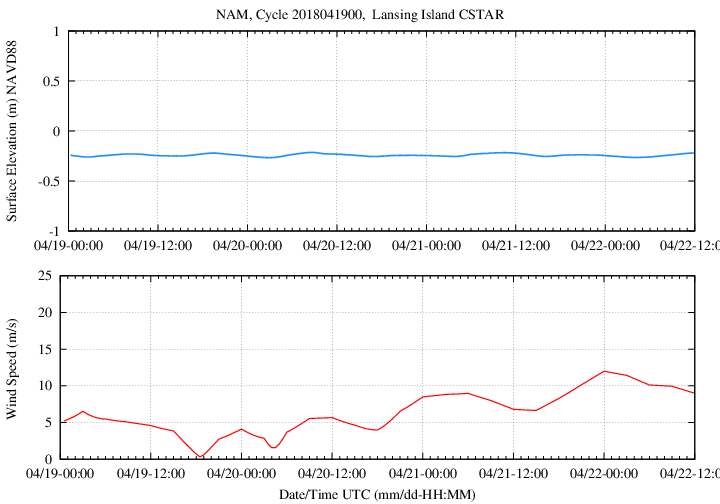 NAM, Cycle 2018041900,  Lansing Island CSTAR
Surface Elevation (m) NAVD88
1
0.5
0
-0.5
-1
04/19-00:00 04/19-12:00 04/20-00:00 04/20-12:00 04/21-00:00 04/21-12:00 04/22-00:00 04/22-12:0
Wind Speed (m/s)
25
20
15
10
5
0
04/19-00:00 04/19-12:00 04/20-00:00 04/20-12:00 04/21-00:00 04/21-12:00 04/22-00:00 04/22-12:0
Date/Time UTC (mm/dd-HH:MM)